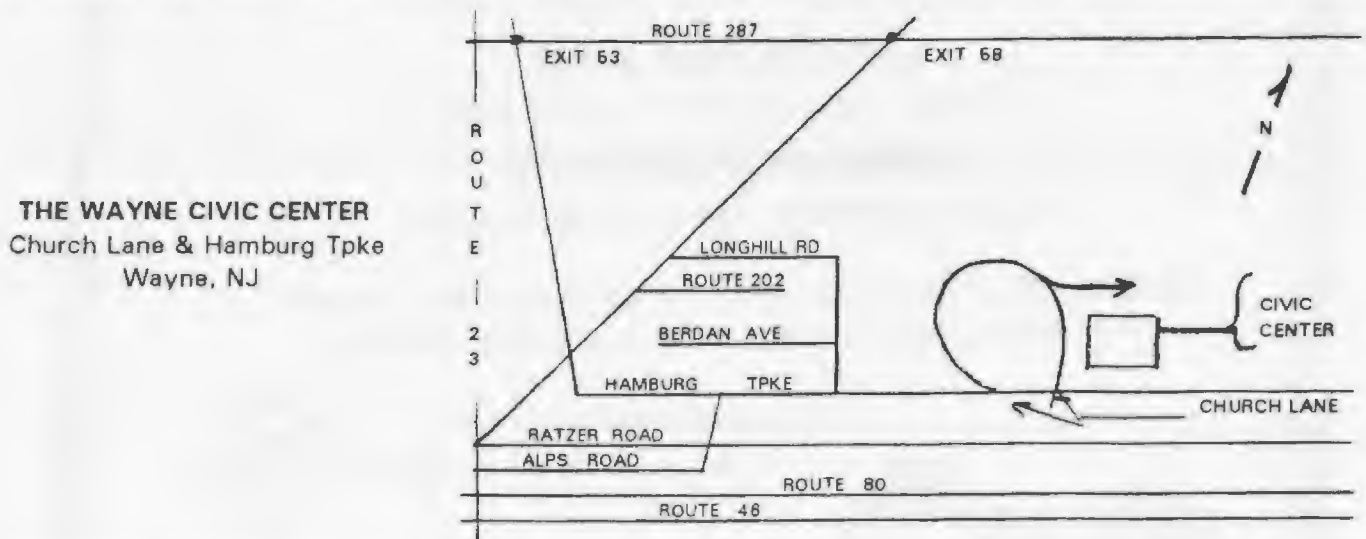 ROUTE 287
EXIT 53
EXIT 58
ROUTE 23
N
THE WAYNE CIVIC CENTER
Church Lane & Hamburg Tpke
Wayne, NJ
LONGHILL RD
ROUTE 202
BERDAN AVE
HAMBURG TPKE
CIVIC
CENTER
CHURCH LANE
RATZER ROAD
ALPS ROAD
ROUTE 80
ROUTE 46